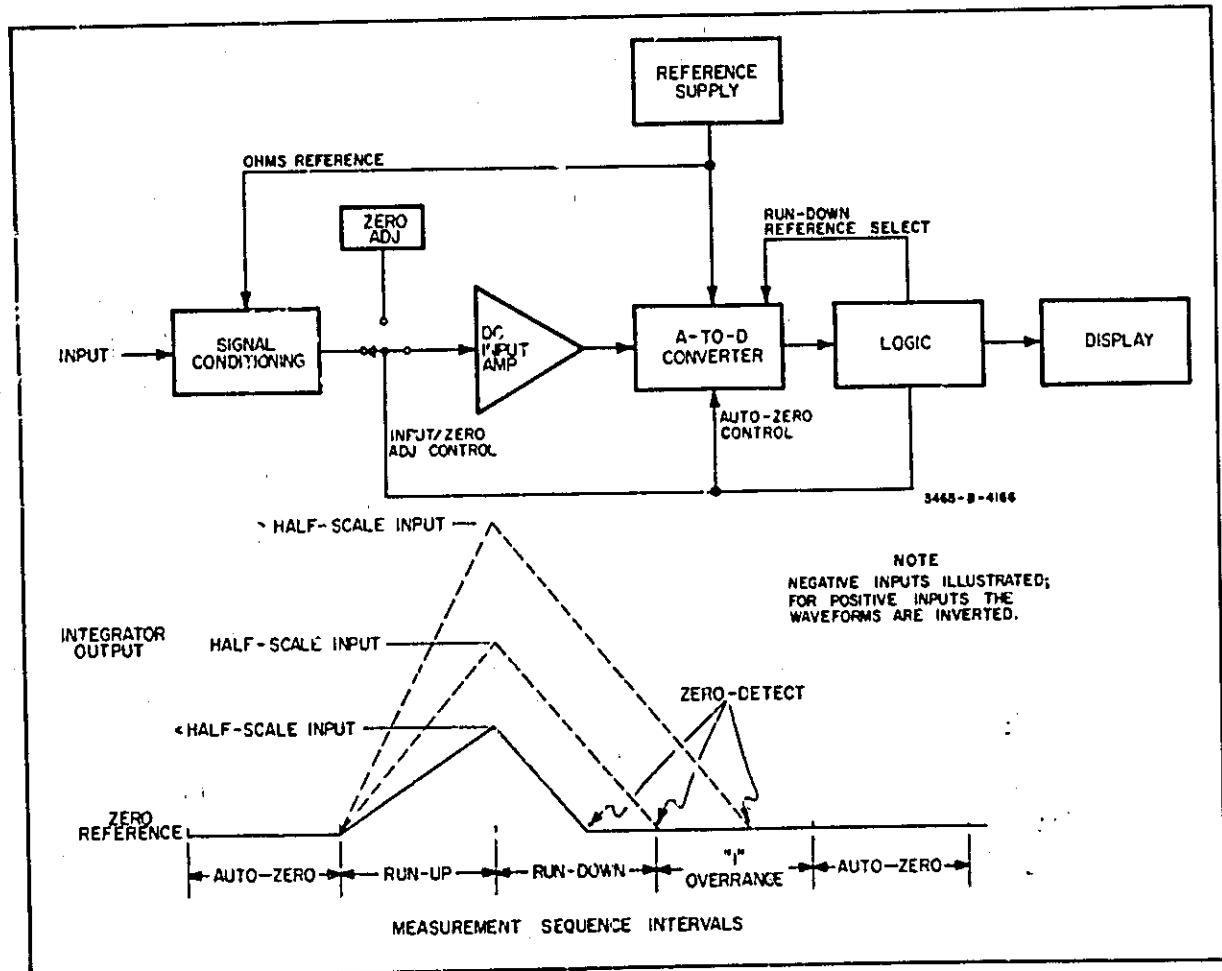 REFERENCE
SUPPLY
OHMS REFERENCE
ZERO
ADJ
RUN-DOWN
REFERENCE SELECT
INPUT
SIGNAL
CONDITIONING
DC
INPUT
AMP
A-TO-D
CONVERTER
LOGIC
DISPLAY
INPUT/ZERO
ADJ CONTROL
AUTO-ZERO
CONTROL
3465-B-4166
> HALF-SCALE INPUT
NOTE
NEGATIVE INPUTS ILLUSTRATED;
FOR POSITIVE INPUTS THE
WAVEFORMS ARE INVERTED.
INTEGRATOR
OUTPUT
HALF-SCALE INPUT
ZERO-DETECT
< HALF-SCALE INPUT
ZERO
REFERENCE
AUTO-ZERO
RUN-UP
RUN-DOWN
"1"
OVERRANGE
AUTO-ZERO
MEASUREMENT SEQUENCE INTERVALS